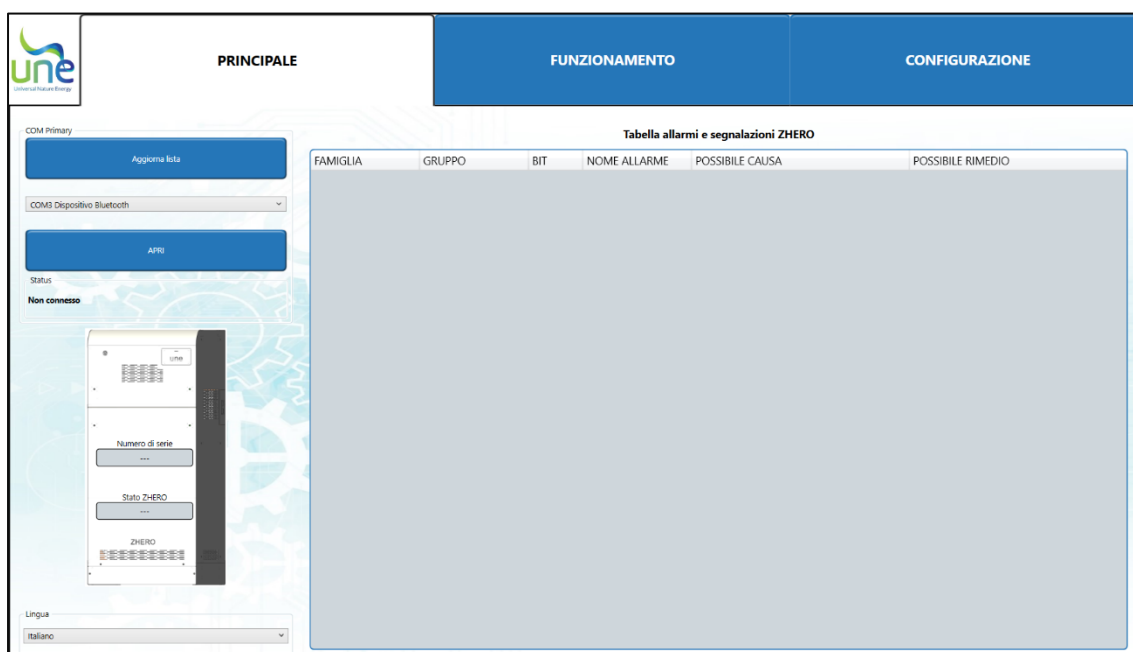 une
Universal Nature Energy
PRINCIPALE
FUNZIONAMENTO
CONFIGURAZIONE
COM Primary
Aggiorna lista
COM3 Dispositivo Bluetooth
APRI
Status
Non connesso
une
Numero di serie
---
Stato ZHERO
---
ZHERO
Lingua
Italiano
Tabella allarmi e segnalazioni ZHERO
FAMIGLIA GRUPPO BIT NOME ALLARME POSSIBILE CAUSA POSSIBILE RIMEDIO